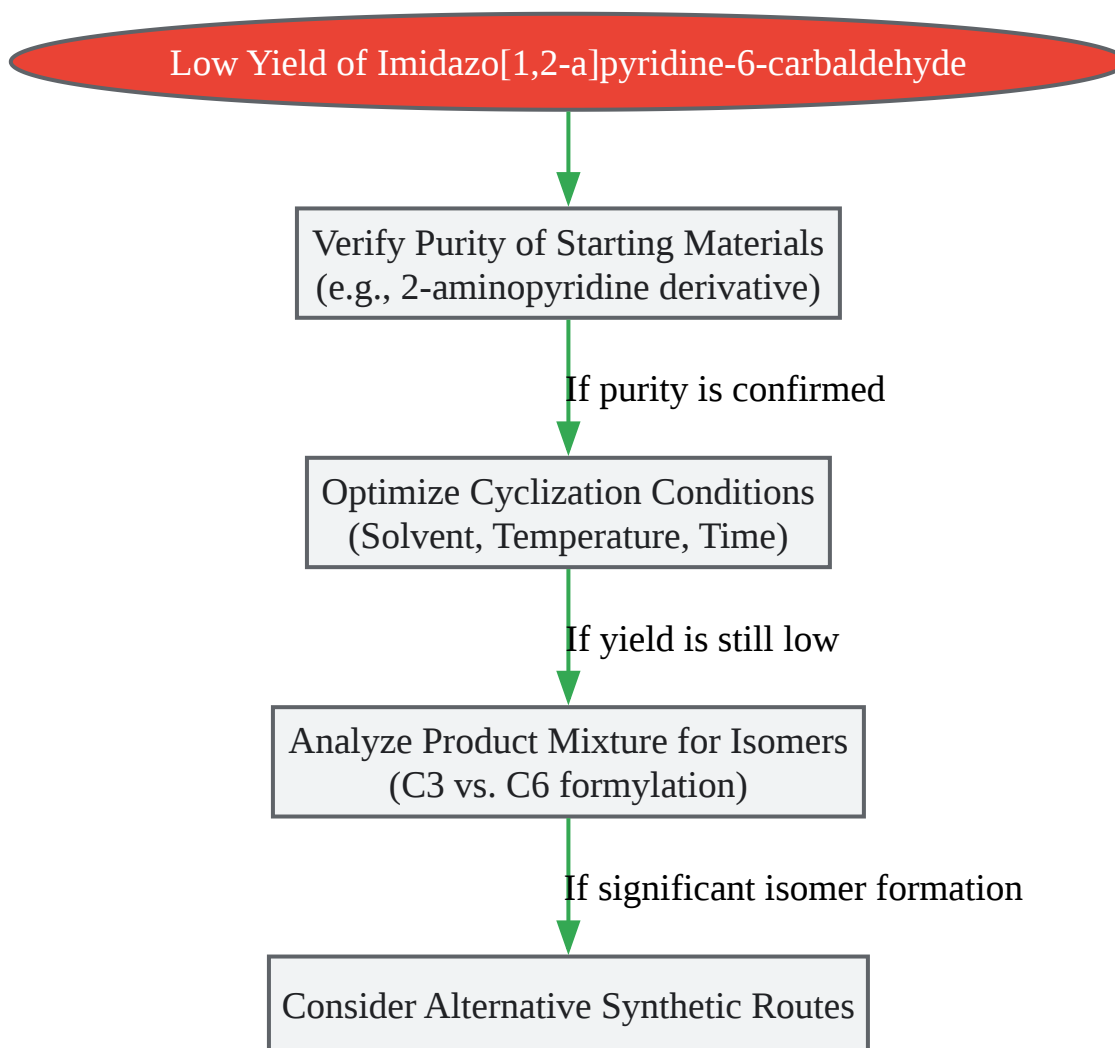 Low Yield of Imidazo[1,2-a]pyridine-6-carbaldehyde
Verify Purity of Starting Materials
(e.g., 2-aminopyridine derivative)
If purity is confirmed
Optimize Cyclization Conditions
(Solvent, Temperature, Time)
If yield is still low
Analyze Product Mixture for Isomers
(C3 vs. C6 formylation)
If significant isomer formation
Consider Alternative Synthetic Routes